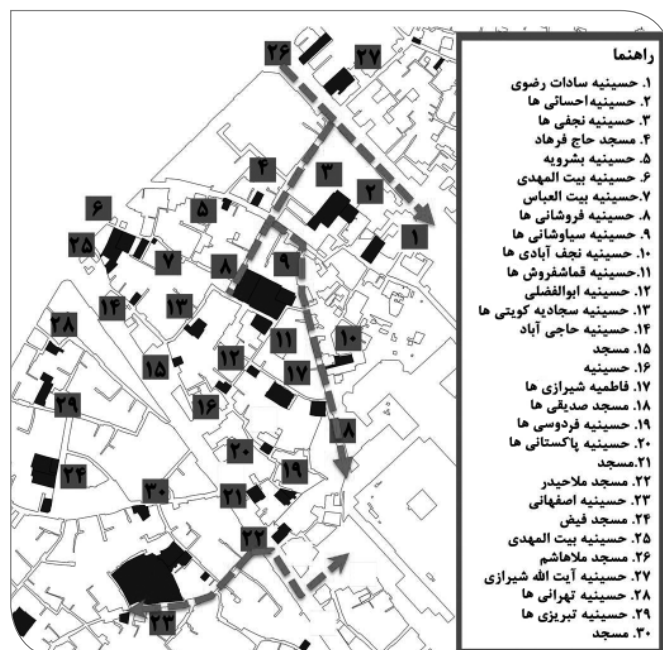 راهنما
۱. حسینیه سادات رضوی
۲. حسینیه احسائی ها
۳. حسینیه نجفی ها
۴. مسجد حاج فرهاد
۵. حسینیه بشرویه
۶. حسینیه بیت المهدی
۷.حسینیه بیت العباس
۸. حسینیه فروشانی ها
۹. حسینیه سیاوشانی ها
۱۰. حسینیه نجف آبادی ها
۱۱.حسینیه قماشفروش ها
۱۲. حسینیه ابوالفضلی
۱۳. حسینیه سجادیه کویتی ها
۱۴. حسینیه حاجی آباد
۱۵. مسجد
۱۶. حسینیه
۱۷. فاطمیه شیرازی ها
۱۸. مسجد صدیقی ها
۱۹. حسینیه فردوسی ها
۲۰. حسینیه پاکستانی ها
۲۱.مسجد
۲۲. مسجد ملاحیدر
۲۳. حسینیه اصفهانی
۲۴. مسجد فیض
۲۵. حسینیه بیت المهدی
۲۶. مسجد ملاهاشم
۲۷. حسینیه آیت الله شیرازی
۲۸. حسینیه تهرانی ها
۲۹. حسینیه تبریزی ها
۳۰. مسجد
۲۶
۲۷
۴
۳
۲
۵
۶
۱
۲۵
۷
۸
۹
۱۴
۱۳
۲۸
۱۱
۱۰
۱۵
۱۲
۱۷
۲۹
۱۶
۱۸
۲۰
۲۴
۱۹
۳۰
۲۱
۲۲
۲۳